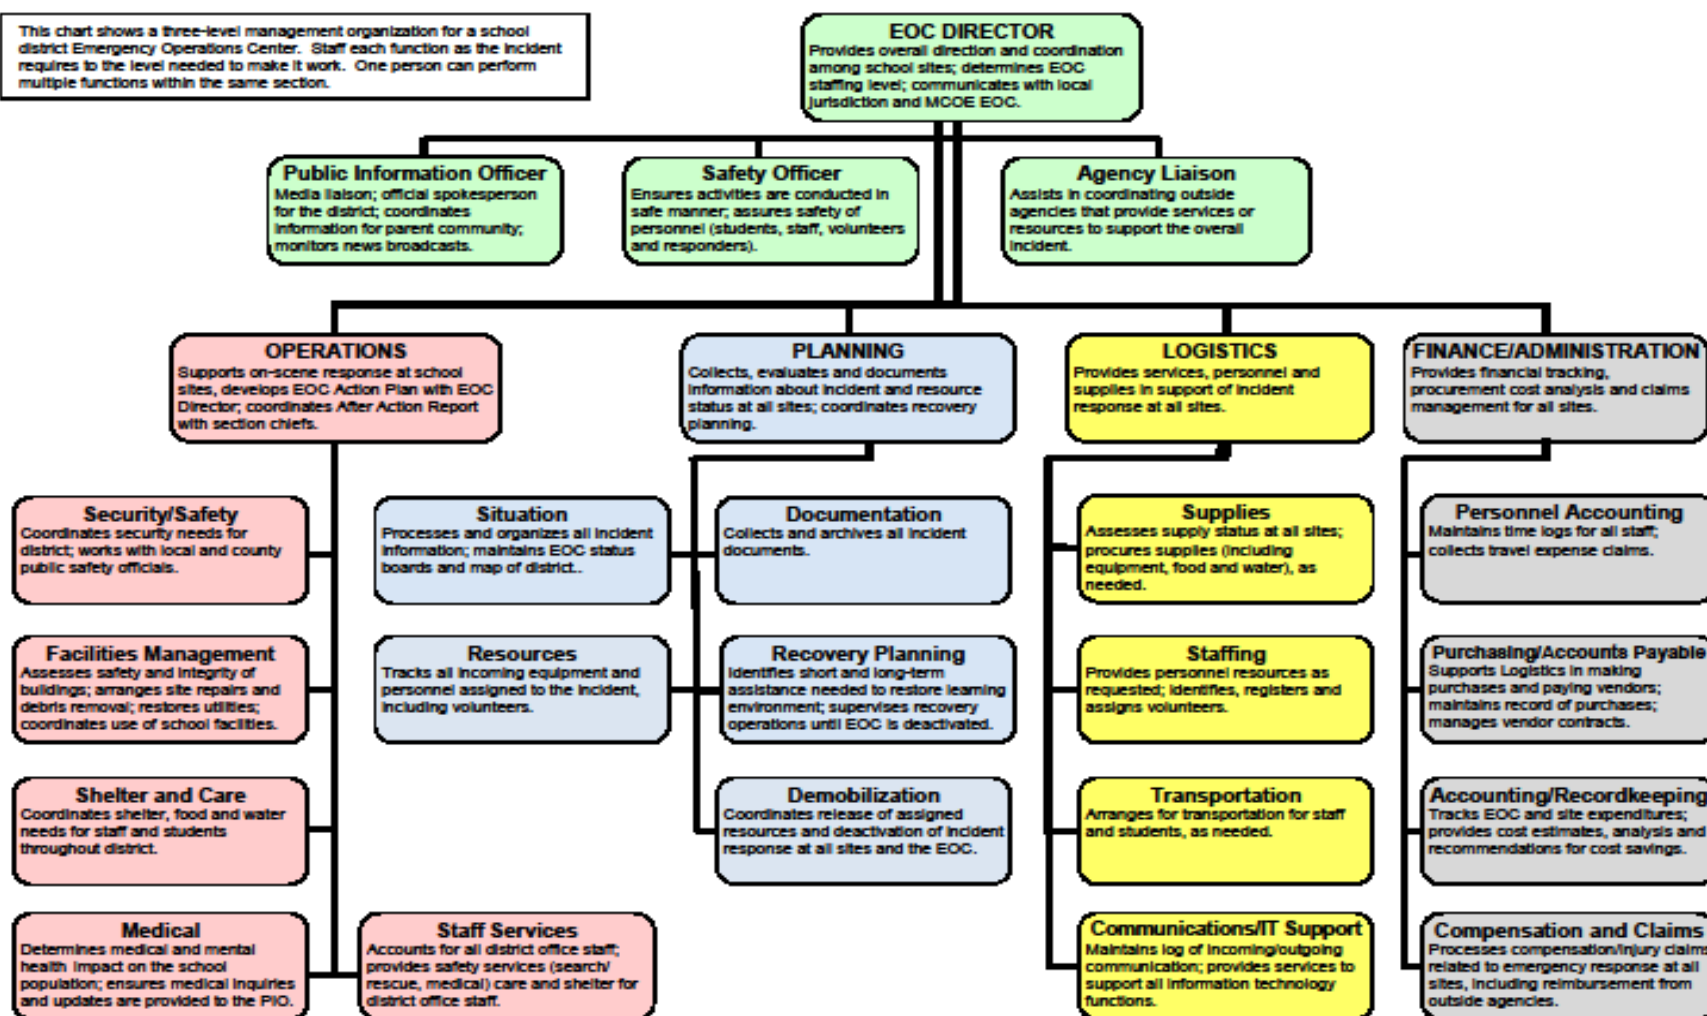 This chart shows a three-level management organization for a school
district Emergency Operations Center. Staff each function as the incident
requires to the level needed to make it work. One person can perform
multiple functions within the same section.
EOC DIRECTOR
Provides overall direction and coordination
among school sites; determines EOC
staffing level; communicates with local
jurisdiction and MCOE EOC.
Public Information Officer
Media liaison; official spokesperson
for the district; coordinates
information for parent community;
monitors news broadcasts.
Safety Officer
Ensures activities are conducted in
safe manner; assures safety of
personnel (students, staff, volunteers
and responders).
Agency Liaison
Assists in coordinating outside
agencies that provide services or
resources to support the overall
incident.
OPERATIONS
Supports on-scene response at school
sites, develops EOC Action Plan with EOC
Director; coordinates After Action Report
with section chiefs.
PLANNING
Collects, evaluates and documents
information about incident and resource
status at all sites; coordinates recovery
planning.
LOGISTICS
Provides services, personnel and
supplies in support of incident
response at all sites.
FINANCE/ADMINISTRATION
Provides financial tracking,
procurement cost analysis and claims
management for all sites.
Security/Safety
Coordinates security needs for
district; works with local and county
public safety officials.
Situation
Processes and organizes all incident
information; maintains EOC status
boards and map of district..
Documentation
Collects and archives all incident
documents.
Supplies
Assesses supply status at all sites;
procures supplies (including
equipment, food and water), as
needed.
Personnel Accounting
Maintains time logs for all staff;
collects travel expense claims.
Facilities Management
Assesses safety and integrity of
buildings; arranges site repairs and
debris removal; restores utilities;
coordinates use of school facilities.
Resources
Tracks all incoming equipment and
personnel assigned to the incident,
including volunteers.
Recovery Planning
Identifies short and long-term
assistance needed to restore learning
environment; supervises recovery
operations until EOC is deactivated.
Staffing
Provides personnel resources as
requested; identifies, registers and
assigns volunteers.
Purchasing/Accounts Payable
Supports Logistics in making
purchases and paying vendors;
maintains record of purchases;
manages vendor contracts.
Shelter and Care
Coordinates shelter, food and water
needs for staff and students
throughout district.
Demobilization
Coordinates release of assigned
resources and deactivation of incident
response at all sites and the EOC.
Transportation
Arranges for transportation for staff
and students, as needed.
Accounting/Recordkeeping
Tracks EOC and site expenditures;
provides cost estimates, analysis and
recommendations for cost savings.
Medical
Determines medical and mental
health impact on the school
population; ensures medical inquiries
and updates are provided to the PIO.
Staff Services
Accounts for all district office staff;
provides safety services (search/
rescue, medical) care and shelter for
district office staff.
Communications/IT Support
Maintains log of incoming/outgoing
communication; provides services to
support all information technology
functions.
Compensation and Claims
Processes compensation/injury claims
related to emergency response at all
sites, including reimbursement from
outside agencies.